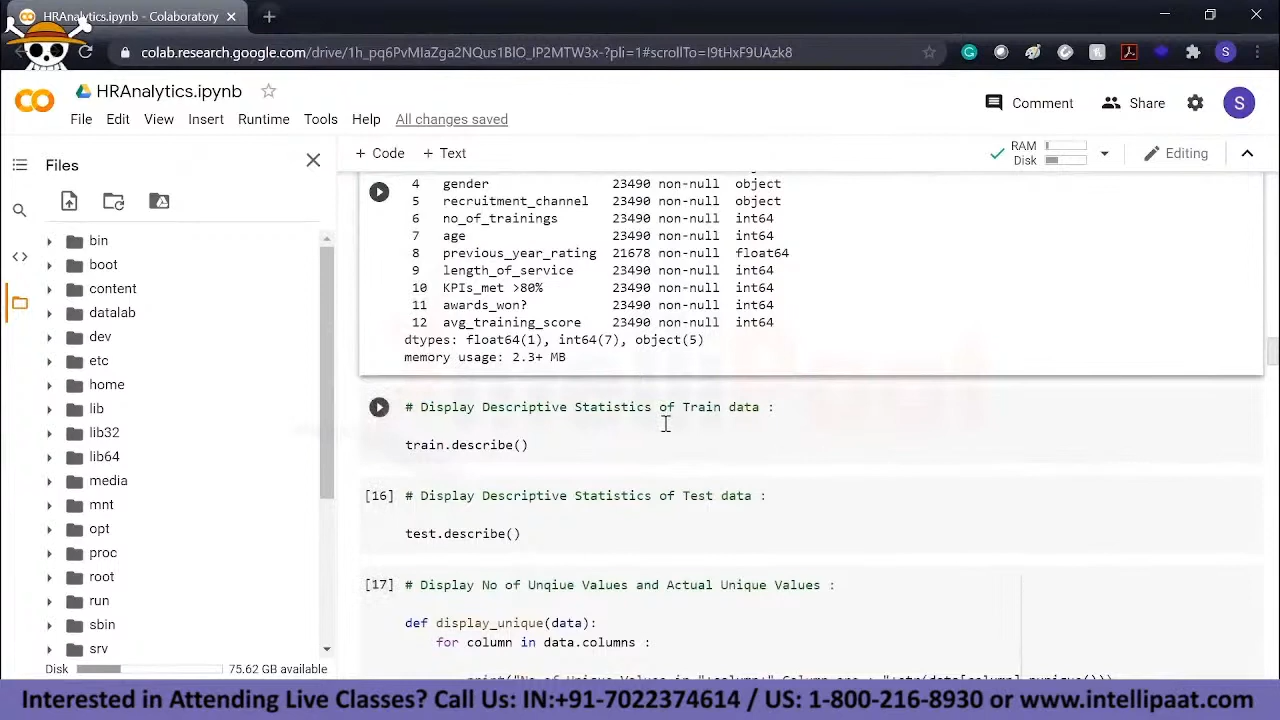 HRAnalytics.ipynb - Colaboratory
colab.research.google.com/drive/
?pli=1#scrollTo=I9tHxF9UAzk8
HRAnalytics.ipynb
File Edit View Insert Runtime Tools Help All changes saved
Comment Share S
Files
+ Code + Text RAM Disk Editing
4 gender 23490 non-null object
5 recruitment_channel 23490 non-null object
6 no_of_trainings 23490 non-null int64
7 age 23490 non-null int64
8 previous_year_rating 21678 non-null float64
9 length_of_service 23490 non-null int64
10 KPIs_met >80% 23490 non-null int64
11 awards_won? 23490 non-null int64
12 avg_training_score 23490 non-null int64
dtypes: float64(1), int64(7), object(5)
memory usage: 2.3+ MB
# Display Descriptive Statistics of Train data :
train.describe()
[16] # Display Descriptive Statistics of Test data :
test.describe()
[17] # Display No of Unqiue Values and Actual Unique Values :
def display_unique(data):
for column in data.columns :
bin
boot
content
datalab
dev
etc
home
lib
lib32
lib64
media
mnt
opt
proc
root
run
sbin
srv
Disk 75.62 GB available
Interested in Attending Live Classes? Call Us: IN:+91-7022374614 / US: 1-800-216-8930 or www.intellipaat.com